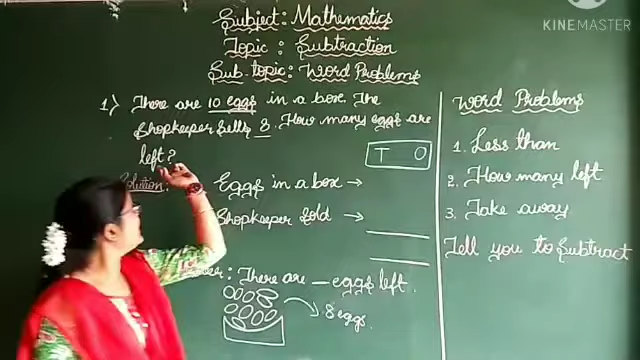 Subject: Mathematics
Topic: Subtraction
Sub-topic: Word Problems
KINEMASTER
1) There are 10 eggs in a box. The
Shopkeeper sells 8. How many eggs are
left?
T O
Solution:
Eggs in a box →
Shopkeeper sold →
: There are — eggs left.
8 eggs.
Word Problems
1. Less than
2. How many left
3. Take away
Tell you to Subtract